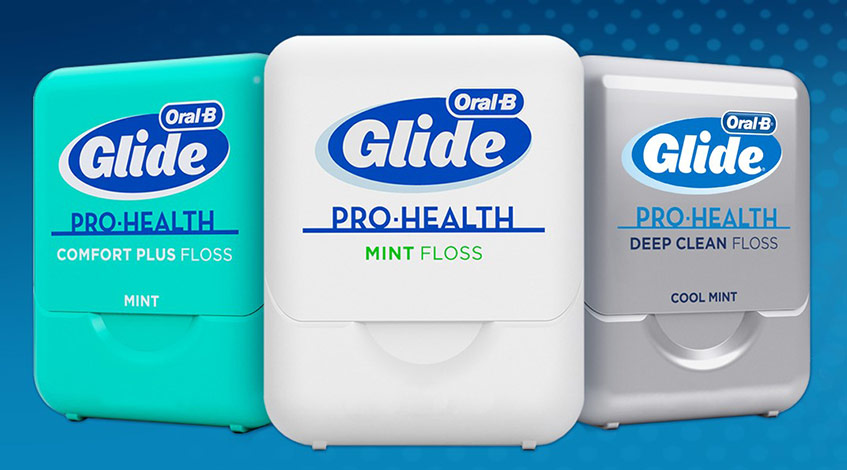 Oral-B
Glide
PRO-HEALTH
COMFORT PLUS FLOSS
MINT
Oral-B
Glide
PRO-HEALTH
MINT FLOSS
Oral-B
Glide
PRO-HEALTH
DEEP CLEAN FLOSS
COOL MINT